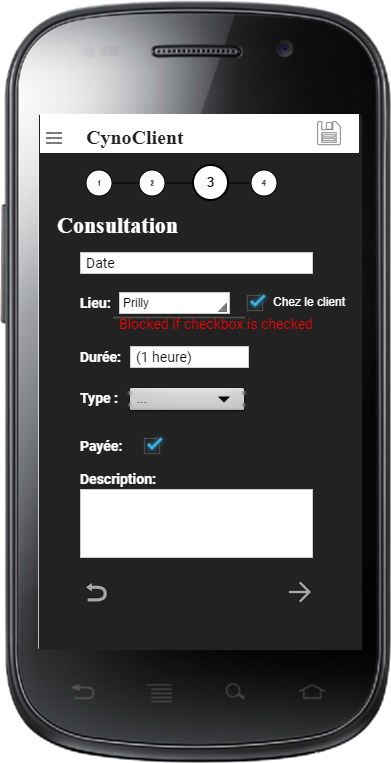 CynoClient
1 2 3 4
Consultation
Date
Lieu: Prilly Chez le client
Blocked if checkbox is checked
Durée: (1 heure)
Type : ...
Payée:
Description: